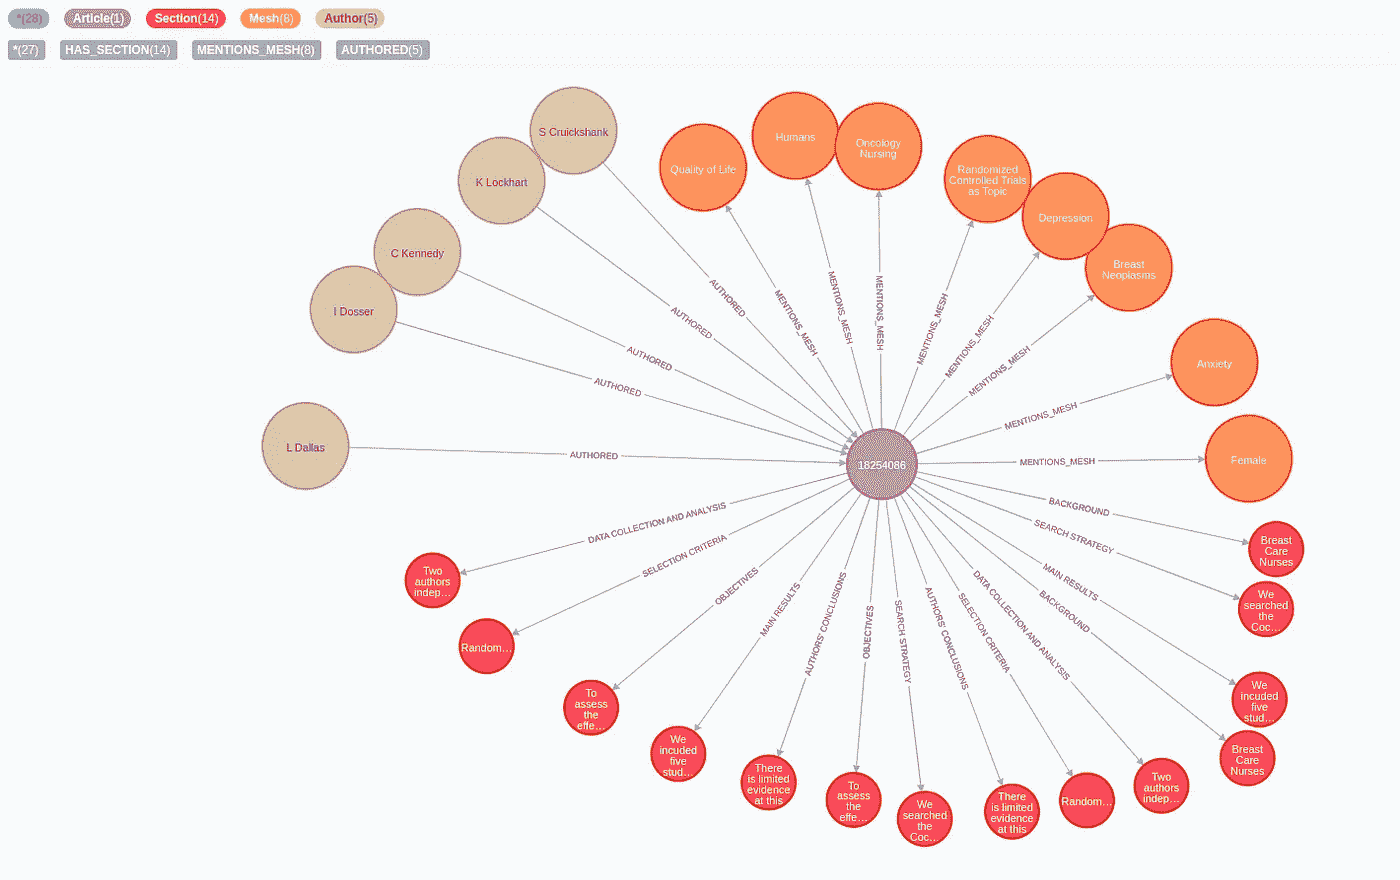 *(28) Article(1) Section(14) Mesh(8) Author(5)
*(27) HAS_SECTION(14) MENTIONS_MESH(8) AUTHORED(5)
S Cruickshank
K Lockhart
C Kennedy
I Dosser
L Dallas
Quality of Life
Humans
Oncology
Nursing
Randomized
Controlled Trials
as Topic
Depression
Breast
Neoplasms
Anxiety
Female
AUTHORED
AUTHORED
AUTHORED
AUTHORED
AUTHORED
MENTIONS_MESH
MENTIONS_MESH
MENTIONS_MESH
MENTIONS_MESH
MENTIONS_MESH
MENTIONS_MESH
MENTIONS_MESH
MENTIONS_MESH
18254086
DATA COLLECTION AND ANALYSIS
SELECTION CRITERIA
OBJECTIVES
MAIN RESULTS
AUTHORS' CONCLUSIONS
OBJECTIVES
SEARCH STRATEGY
AUTHORS' CONCLUSIONS
SELECTION CRITERIA
DATA COLLECTION AND ANALYSIS
BACKGROUND
MAIN RESULTS
SEARCH STRATEGY
BACKGROUND
Two
authors
indep...
Random...
To
assess
the
effe...
We
incuded
five
stud...
There
is limited
evidence
at this
To
assess
the
effe...
We
searched
the
Coc...
There
is limited
evidence
at this
Random...
Two
authors
indep...
Breast
Care
Nurses
We
incuded
five
stud...
We
searched
the
Coc...
Breast
Care
Nurses